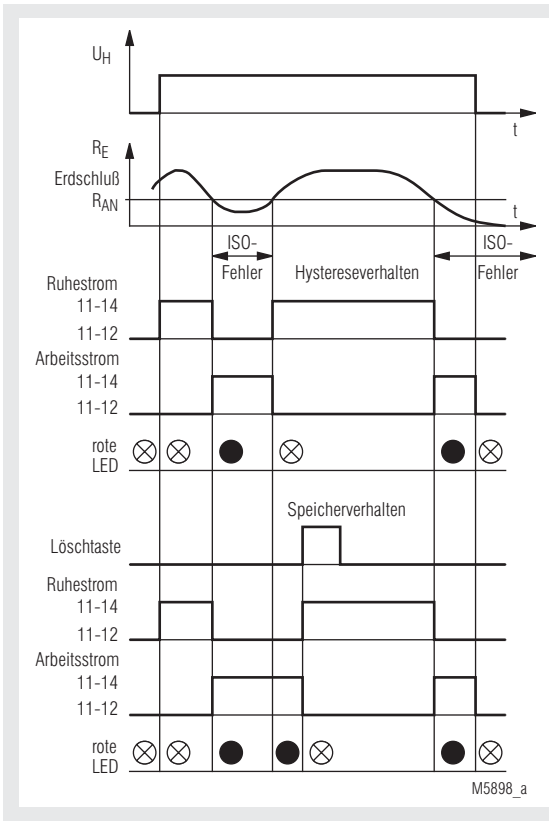 U_H
t
R_E
Erdschluß
R_AN
t
ISO-
Fehler
Hystereseverhalten
ISO-
Fehler
Ruhestrom
11-14
11-12
Arbeitsstrom
11-14
11-12
rote
LED
Speicherverhalten
Löschtaste
Ruhestrom
11-14
11-12
Arbeitsstrom
11-14
11-12
rote
LED
M5898_a